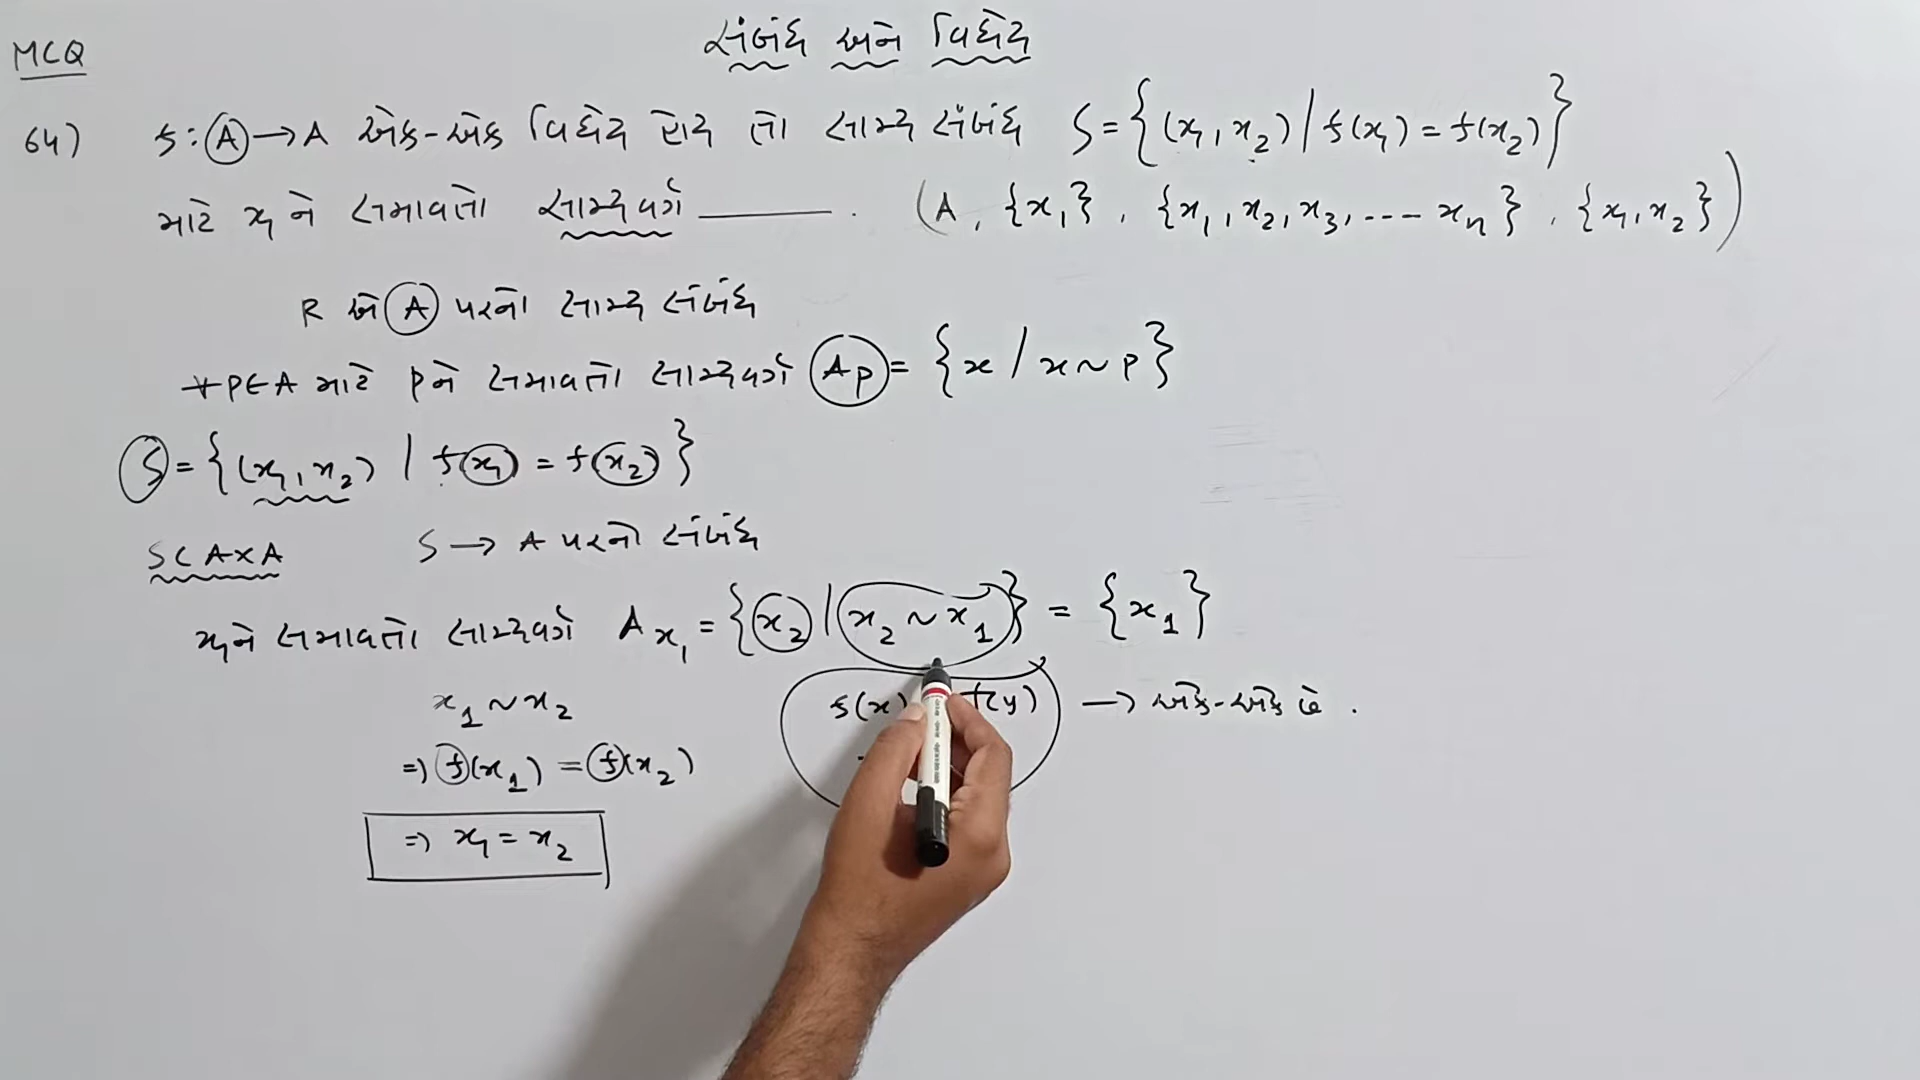 MCQ
સંબંધ અને વિધેય
64) f : A → A એક-એક વિધેય હોય તો સામ્ય સંબંધ S = {(x₁, x₂) / f(x₁) = f(x₂)}
માટે x₁ ને સમાવતો સામ્યવર્ગ ______ . (A, {x₁}, {x₁, x₂, x₃, ---- xₙ}, {x₁, x₂})
R એ A પરનો સામ્ય સંબંધ
∀ P ∈ A માટે P ને સમાવતો સામ્યવર્ગ Aₚ = {x / x ~ P}
S = {(x₁, x₂) / f(x₁) = f(x₂)}
S ⊂ A × A S → A પરનો સંબંધ
x₁ ને સમાવતો સામ્યવર્ગ A x₁ = {x₂ / x₂ ~ x₁} = {x₁}
x₁ ~ x₂ f(x) f(y) → એક-એક છે .
⇒ f(x₁) = f(x₂)
⇒ x₁ = x₂